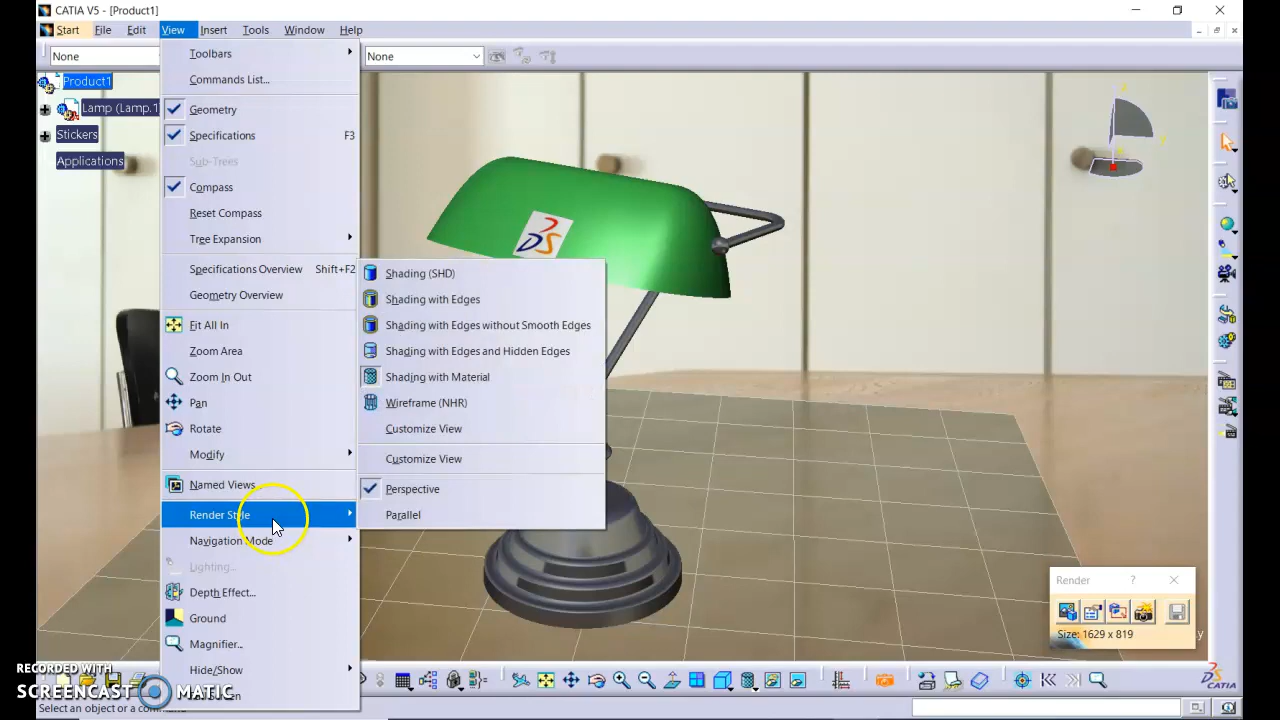 CATIA V5 - [Product1]
Start File Edit View Insert Tools Window Help
None
None
Product1
Lamp (Lamp.1
Stickers
Applications
Toolbars
Commands List...
Geometry
Specifications F3
Sub-Trees
Compass
Reset Compass
Tree Expansion
Specifications Overview Shift+F2
Geometry Overview
Fit All In
Zoom Area
Zoom In Out
Pan
Rotate
Modify
Named Views...
Render Style
Navigation Mode
Lighting...
Depth Effect...
Ground
Magnifier...
Hide/Show
Shading (SHD)
Shading with Edges
Shading with Edges without Smooth Edges
Shading with Edges and Hidden Edges
Shading with Material
Wireframe (NHR)
Customize View
Customize View
Perspective
Parallel
DS
Render ?
Size: 1629 x 819
RECORDED WITH
SCREENCAST MATIC
Select an object or a comma
CATIA